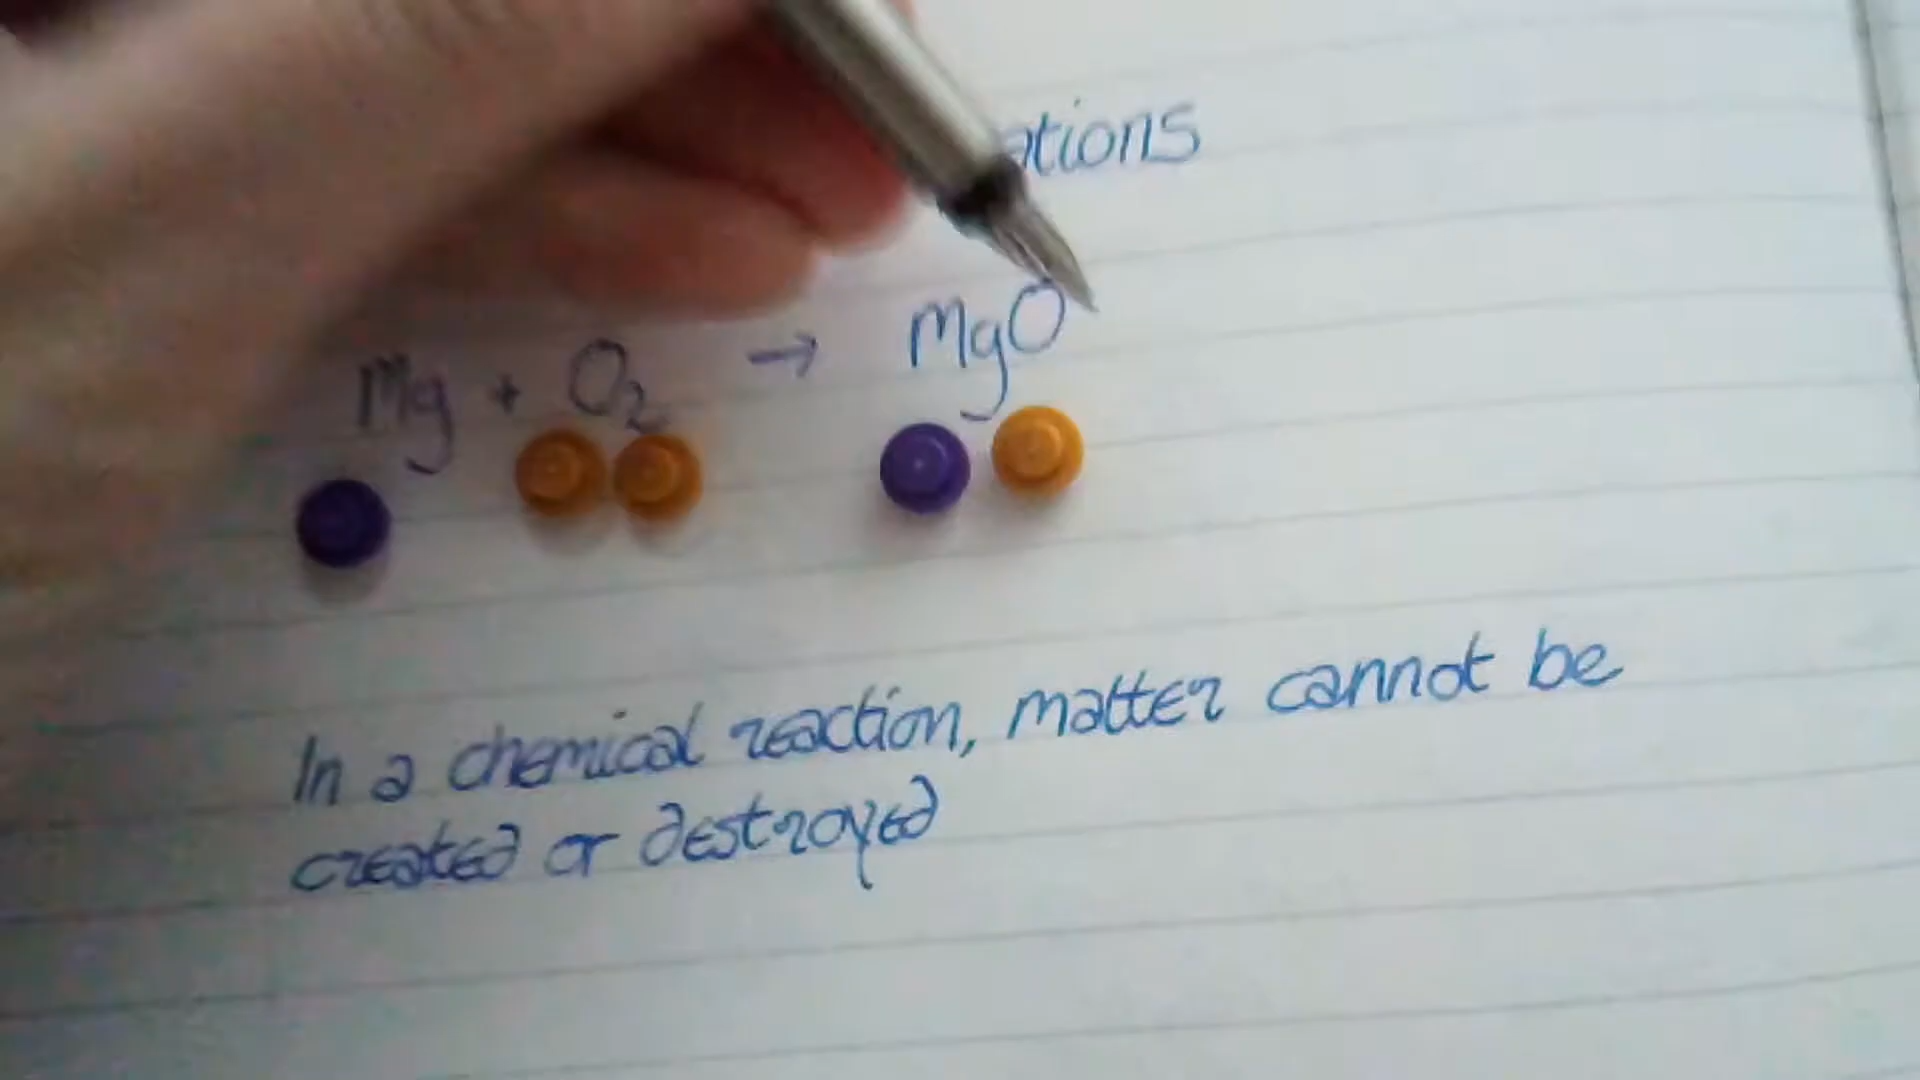 ations
Mg + O₂ → MgO
In a chemical reaction, matter cannot be
created or destroyed